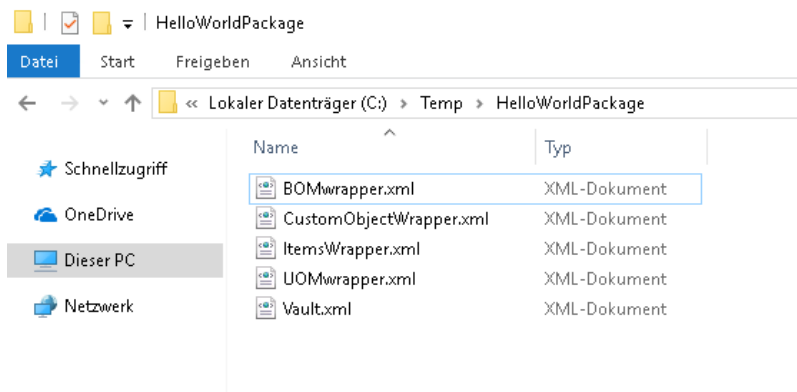 HelloWorldPackage
Datei Start Freigeben Ansicht
« Lokaler Datenträger (C:) > Temp > HelloWorldPackage
Name Typ
Schnellzugriff
OneDrive
Dieser PC
Netzwerk
BOMwrapper.xml XML-Dokument
CustomObjectWrapper.xml XML-Dokument
ItemsWrapper.xml XML-Dokument
UOMwrapper.xml XML-Dokument
Vault.xml XML-Dokument